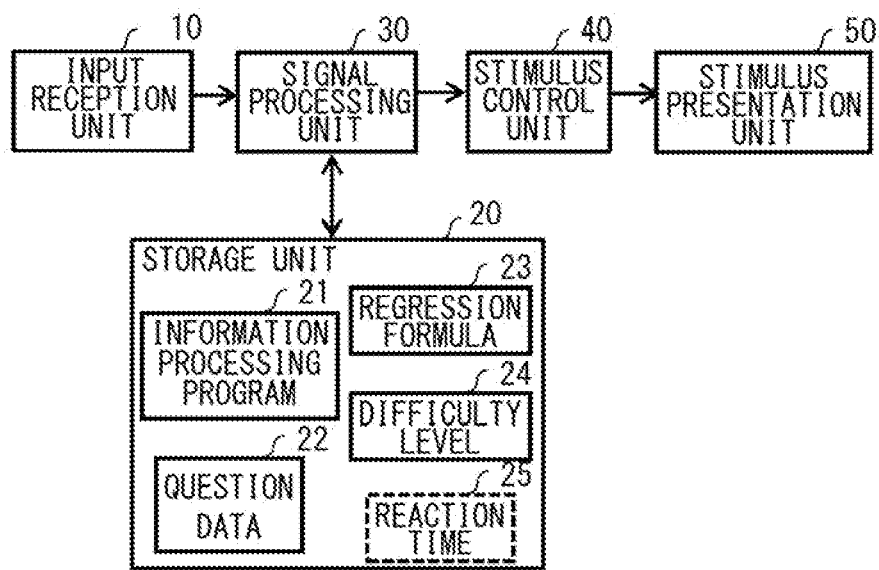 10
INPUT
RECEPTION
UNIT
30
SIGNAL
PROCESSING
UNIT
40
STIMULUS
CONTROL
UNIT
50
STIMULUS
PRESENTATION
UNIT
20
STORAGE UNIT
21
INFORMATION
PROCESSING
PROGRAM
22
QUESTION
DATA
23
REGRESSION
FORMULA
24
DIFFICULTY
LEVEL
25
REACTION
TIME